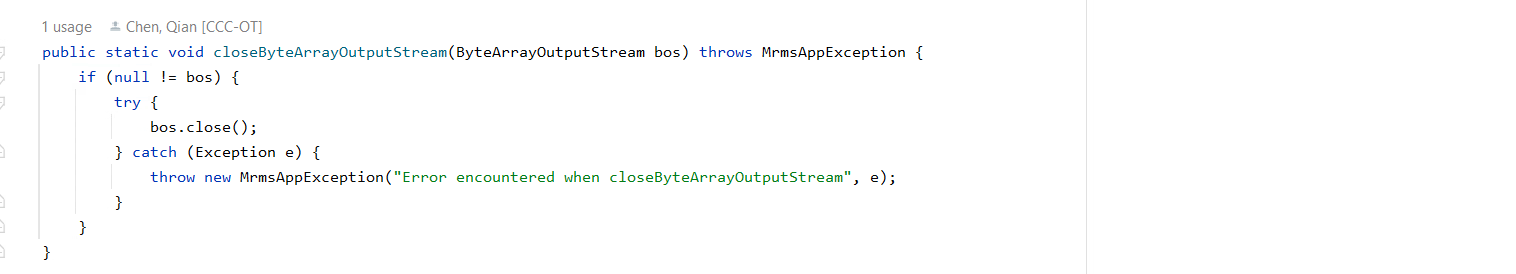 1 usage Chen, Qian [CCC-OT]
public static void closeByteArrayOutputStream(ByteArrayOutputStream bos) throws MrmsAppException {
if (null != bos) {
try {
bos.close();
} catch (Exception e) {
throw new MrmsAppException("Error encountered when closeByteArrayOutputStream", e);
}
}
}